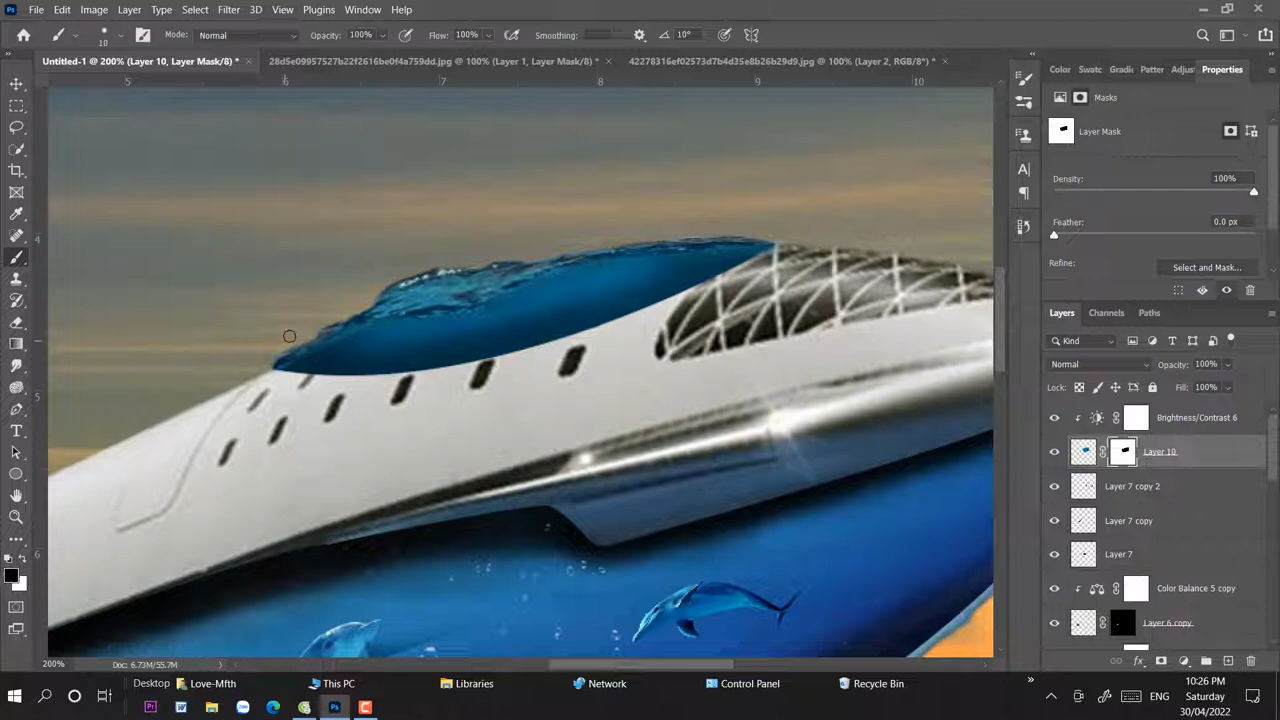 File Edit Image Layer Type Select Filter 3D View Plugins Window Help
10 Mode: Normal Opacity: 100% Flow: 100% Smoothing: 10°
Untitled-1 @ 200% (Layer 10, Layer Mask/8) * 28d5e09957527b22f2616be0f4a759dd.jpg @ 100% (Layer 1, Layer Mask/8) * 42278316ef02573d7b4d35e8b26b29d9.jpg @ 100% (Layer 2, RGB/8*) *
5 6 7 8 9 10
4
5
6
Color Swatc Gradi Patter Adjus Properties
Masks
Layer Mask
Density: 100%
Feather: 0.0 px
Refine: Select and Mask...
Layers Channels Paths
Kind
Normal Opacity: 100%
Lock: Fill: 100%
Brightness/Contrast 6
Layer 10
Layer 7 copy 2
Layer 7 copy
Layer 7
Color Balance 5 copy
Layer 6 copy
200% Doc: 6.73M/55.7M
Desktop Love-Mfth This PC Libraries Network Control Panel Recycle Bin
ENG
10:26 PM
Saturday
30/04/2022